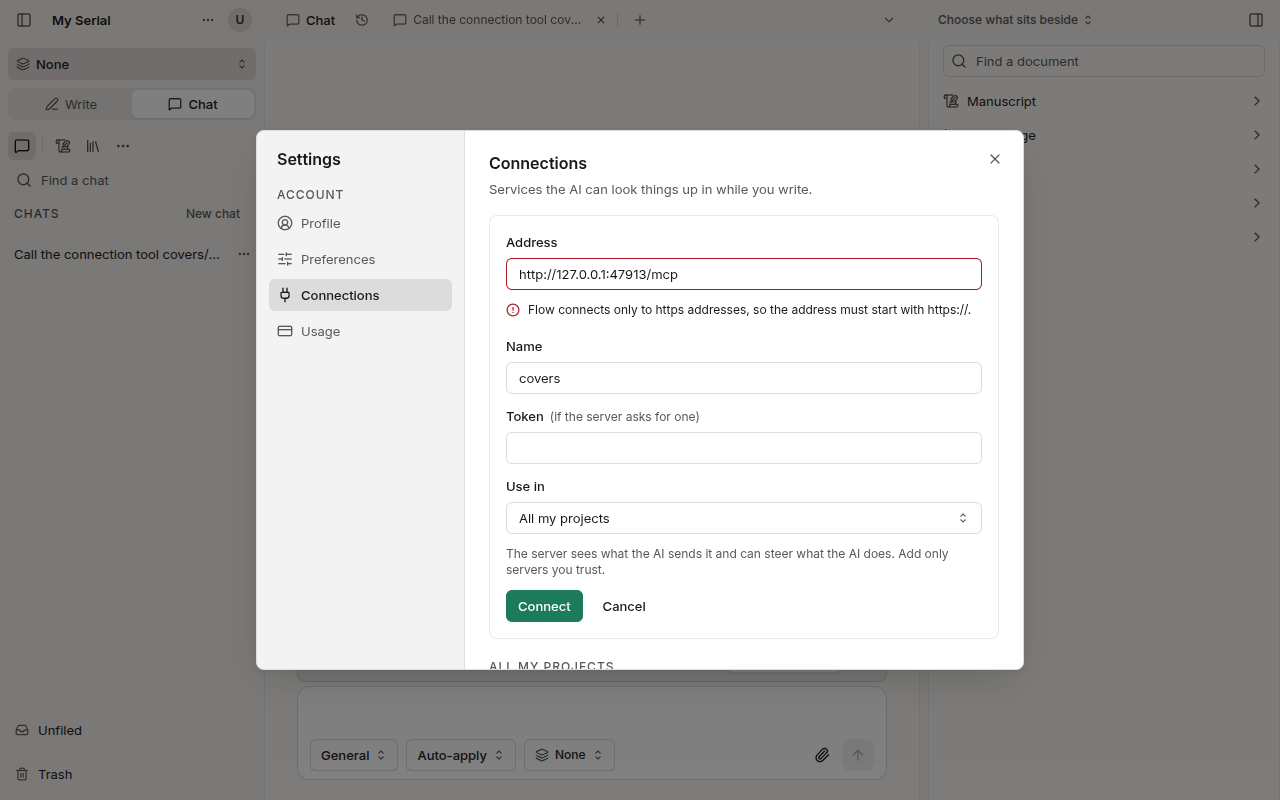 My Serial
U
None
Write
Chat
Find a chat
CHATS
New chat
Call the connection tool covers/...
Unfiled
Trash
Chat
Call the connection tool cov...
Choose what sits beside
Find a document
Manuscript
Settings
ACCOUNT
Profile
Preferences
Connections
Usage
Connections
Services the AI can look things up in while you write.
Address
http://127.0.0.1:47913/mcp
Flow connects only to https addresses, so the address must start with https://.
Name
covers
Token (if the server asks for one)
Use in
All my projects
The server sees what the AI sends it and can steer what the AI does. Add only
servers you trust.
Connect
Cancel
ALL MY PROJECTS
General
Auto-apply
None